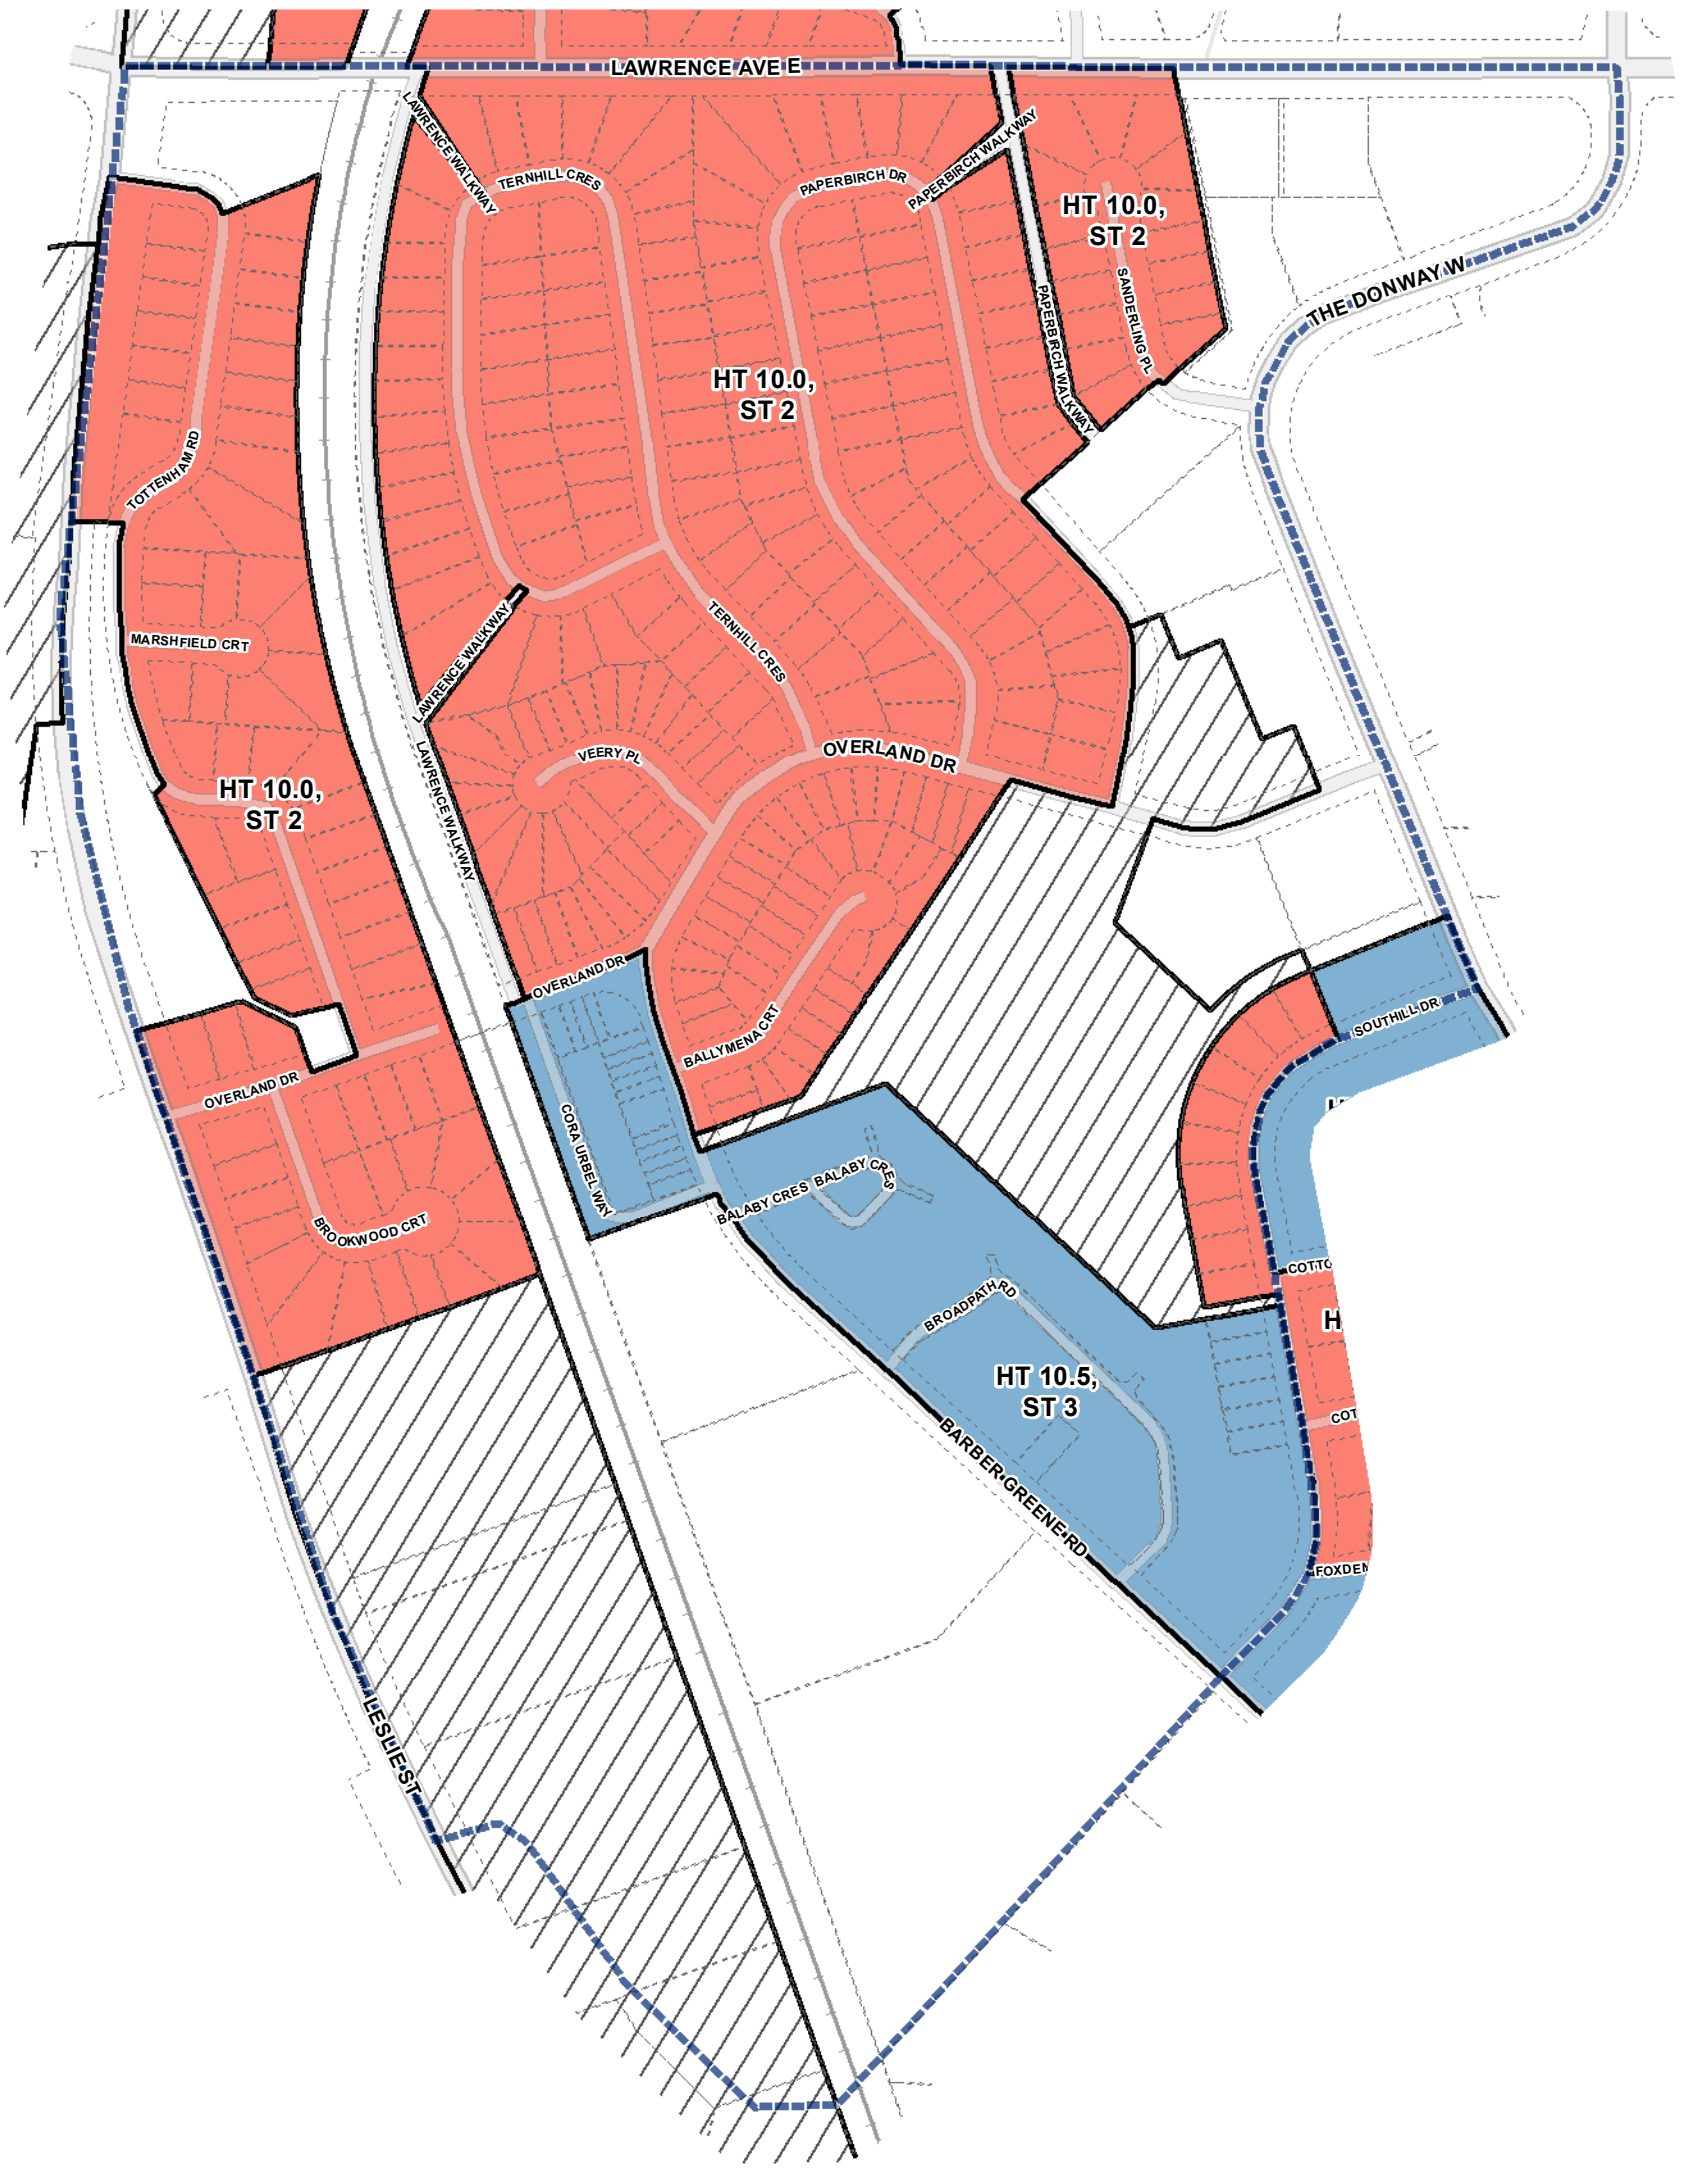 LAWRENCE AVE E
LAWRENCE WALKWAY
TERNHILL CRES
PAPERBIRCH DR
PAPERBIRCH WALKWAY
HT 10.0,
ST 2
SANDERLING PL
PAPERBIRCH WALKWAY
THE DONWAY W
HT 10.0,
ST 2
TOTTENHAM RD
MARSHFIELD CRT
LAWRENCE WALKWAY
TERNHILL CRES
HT 10.0,
ST 2
LAWRENCE WALKWAY
VEERY PL
OVERLAND DR
OVERLAND DR
BALLYMENA CRT
SOUTHILL DR
OVERLAND DR
CORA URBEL WAY
BROOKWOOD CRT
BALABY CRES
BALABY CRES
BROADPATH RD
COTTO
H
HT 10.5,
ST 3
COT
BARBER GREENE RD
FOXDEN
LESLIE ST